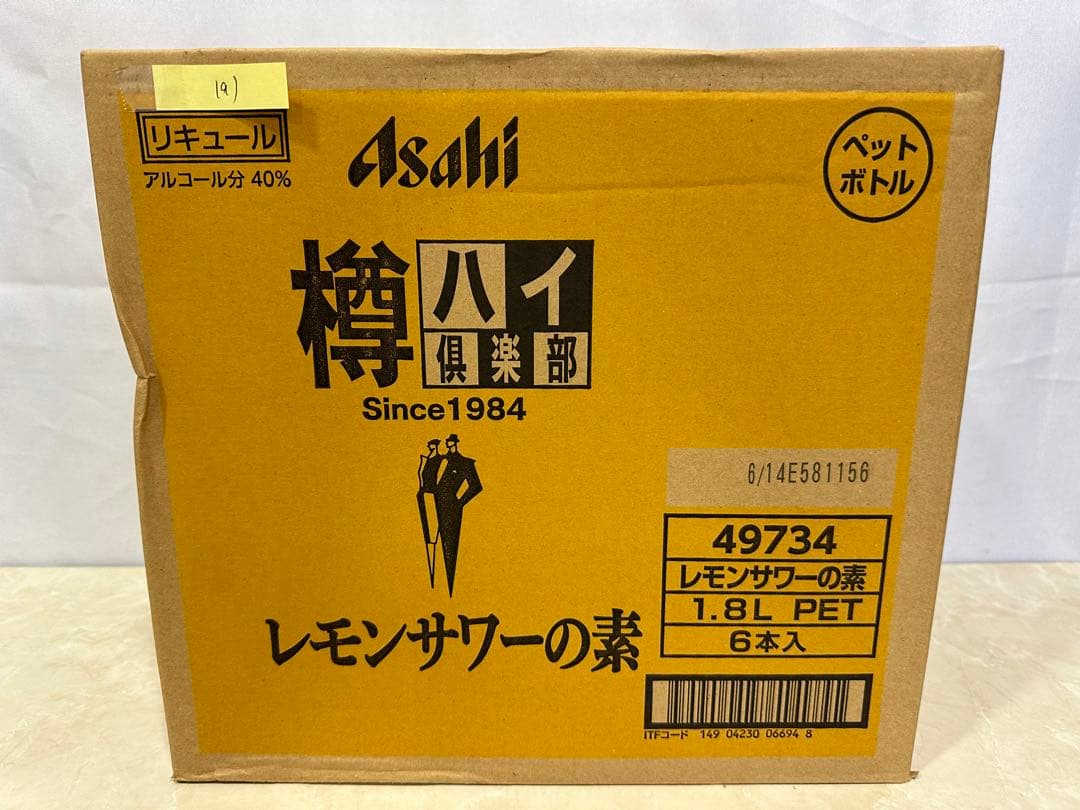 19)
リキュール
アルコール分 40%
Asahi
ペット
ボトル
樽ハイ
倶楽部
Since1984
6/14E581156
49734
レモンサワーの素
1.8L PET
6本入
レモンサワーの素
ITFコード 149 04230 06694 8